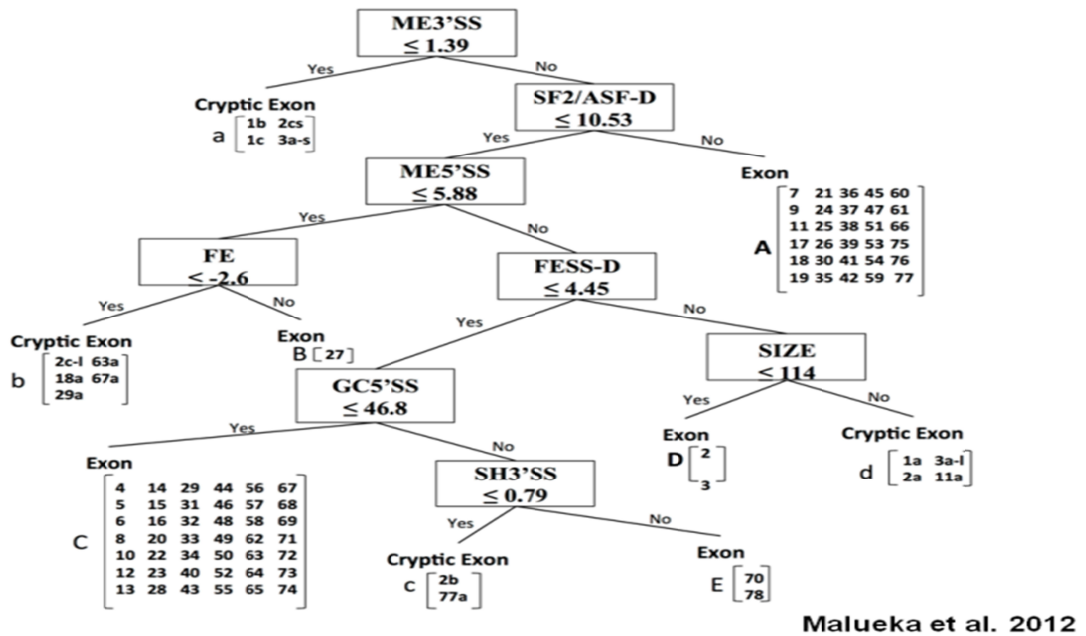 ME3'SS
≤ 1.39
Yes
No
Cryptic Exon
a
1b 2cs
1c 3a-s
SF2/ASF-D
≤ 10.53
Yes
No
ME5'SS
≤ 5.88
Exon
A
7 21 36 45 60
9 24 37 47 61
11 25 38 51 66
17 26 39 53 75
18 30 41 54 76
19 35 42 59 77
Yes
No
FE
≤ -2.6
FESS-D
≤ 4.45
Yes
No
Yes
No
Cryptic Exon
b
2c-l 63a
18a 67a
29a
Exon
B [27]
SIZE
≤ 114
GC5'SS
≤ 46.8
Yes
No
Yes
No
Exon
D
2
3
Cryptic Exon
d
1a 3a-l
2a 11a
Exon
C
4 14 29 44 56 67
5 15 31 46 57 68
6 16 32 48 58 69
8 20 33 49 62 71
10 22 34 50 63 72
12 23 40 52 64 73
13 28 43 55 65 74
SH3'SS
≤ 0.79
Yes
No
Cryptic Exon
c
2b
77a
Exon
E
70
78
Malueka et al. 2012